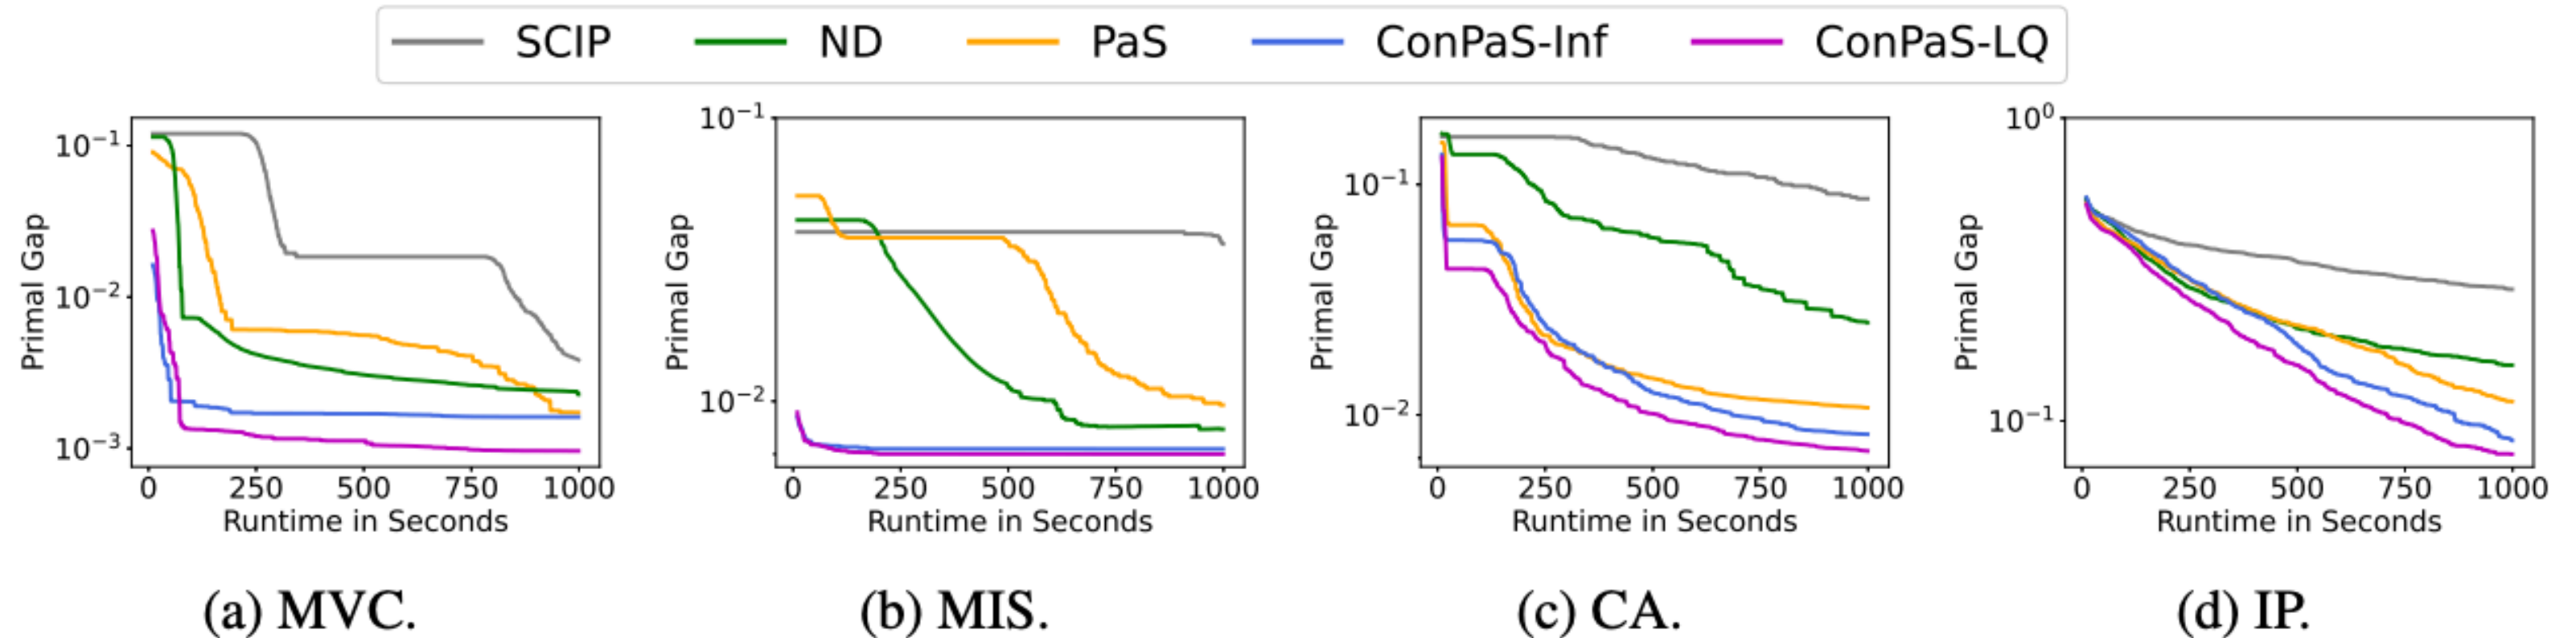 SCIP ND PaS ConPaS-Inf ConPaS-LQ
Primal Gap
10⁻¹
10⁻²
10⁻³
0 250 500 750 1000
Runtime in Seconds
(a) MVC.
Primal Gap
10⁻¹
10⁻²
0 250 500 750 1000
Runtime in Seconds
(b) MIS.
Primal Gap
10⁻¹
10⁻²
0 250 500 750 1000
Runtime in Seconds
(c) CA.
Primal Gap
10⁰
10⁻¹
0 250 500 750 1000
Runtime in Seconds
(d) IP.